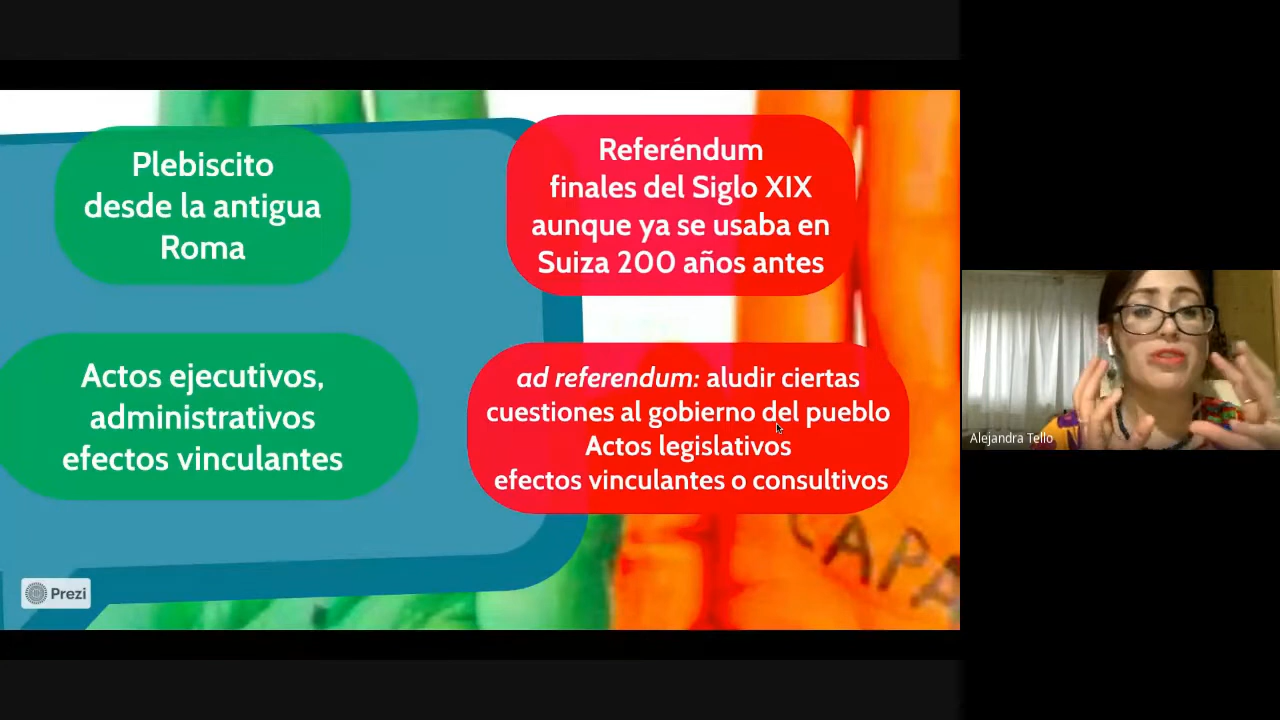 Plebiscito
desde la antigua
Roma
Referéndum
finales del Siglo XIX
aunque ya se usaba en
Suiza 200 años antes
Actos ejecutivos,
administrativos
efectos vinculantes
ad referendum: aludir ciertas
cuestiones al gobierno del pueblo
Actos legislativos
efectos vinculantes o consultivos
CAPA
Prezi
Alejandra Tello